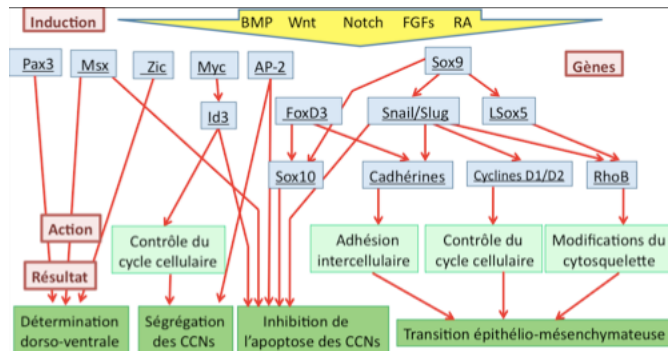 Induction
BMP Wnt Notch FGFs RA
Pax3 Msx Zic Myc AP-2 Sox9 Gènes
Id3 FoxD3 Snail/Slug LSox5
Sox10 Cadhérines Cyclines D1/D2 RhoB
Action
Contrôle du
cycle cellulaire
Adhésion
intercellulaire
Contrôle du
cycle cellulaire
Modifications du
cytosquelette
Résultat
Détermination
dorso-ventrale
Ségrégation
des CCNs
Inhibition de
l'apoptose des CCNs
Transition épithélio-mésenchymateuse